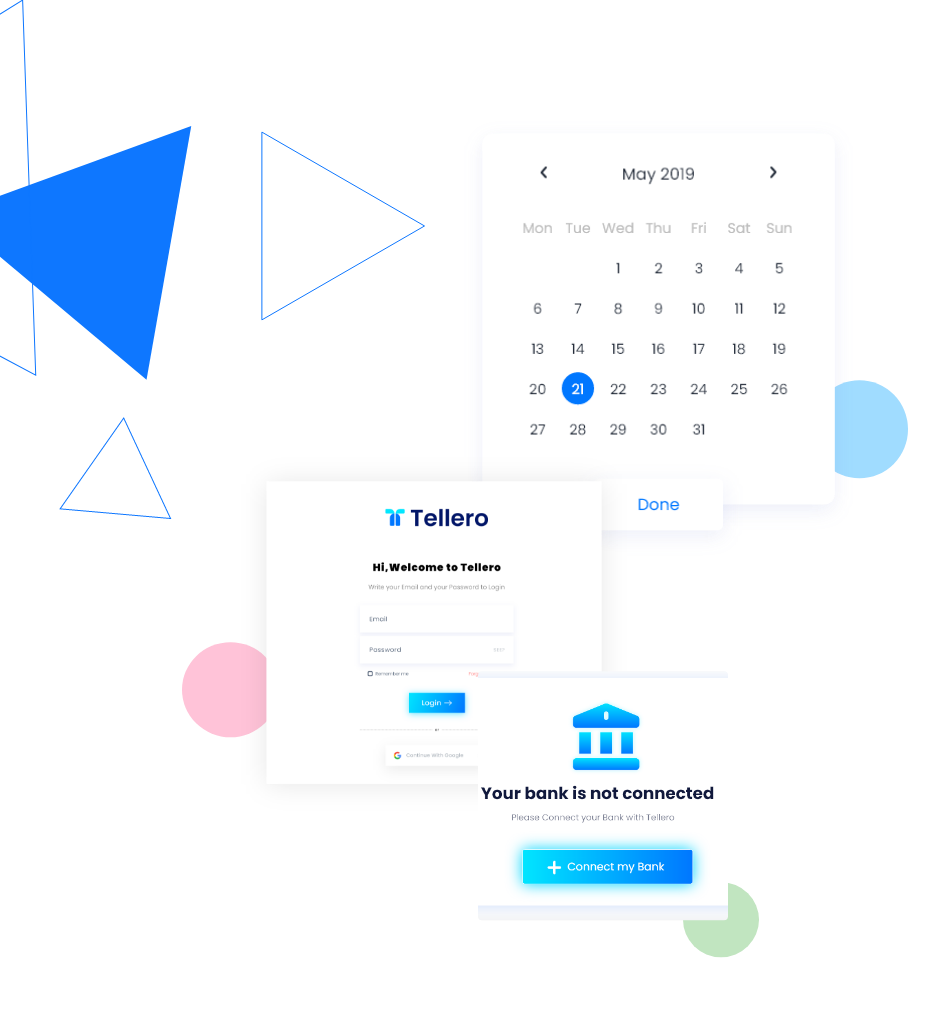 May 2019
Mon Tue Wed Thu Fri Sat Sun
1 2 3 4 5
6 7 8 9 10 11 12
13 14 15 16 17 18 19
20 21 22 23 24 25 26
27 28 29 30 31
Done
Tellero
Hi,Welcome to Tellero
Write your Email and your Password to Login
Email
Password
Remember me
Login
Continue With Google
Your bank is not connected
Please Connect your Bank with Tellero
Connect my Bank